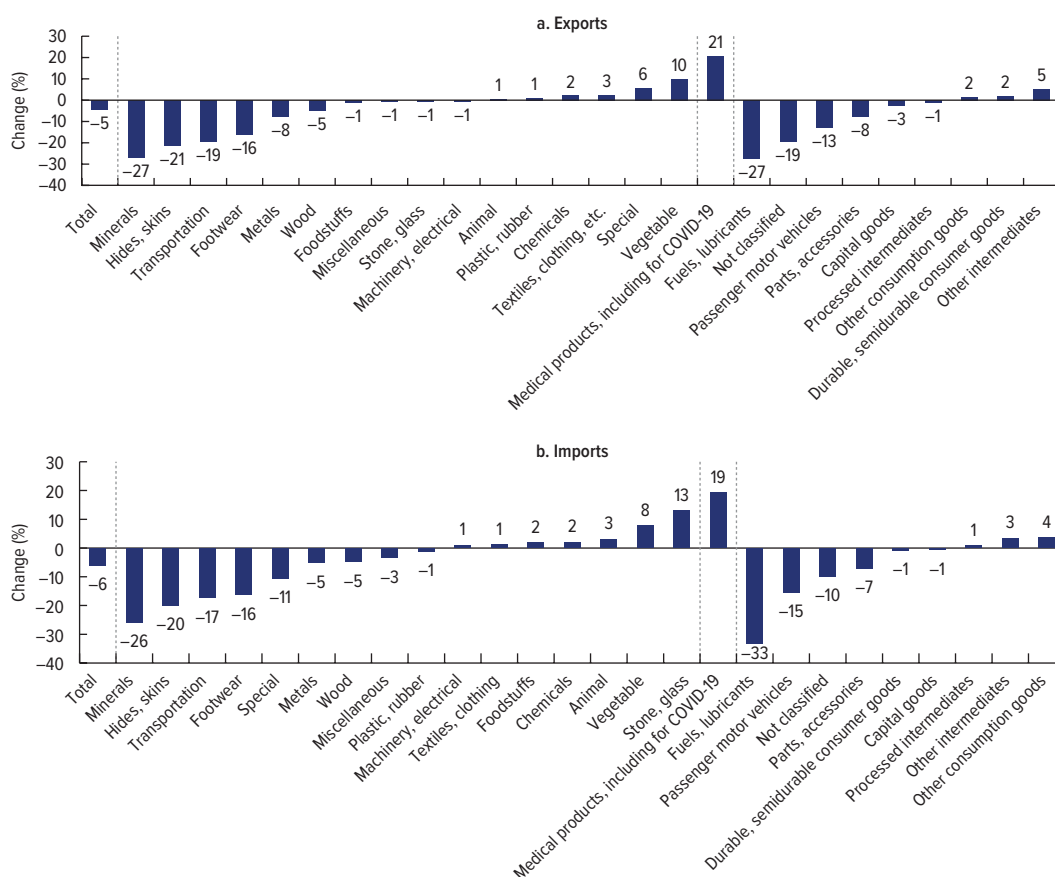 a. Exports
Change (%)
30
20
10
0
−10
−20
−30
−40
−5
−27
−21
−19
−16
−8
−5
−1
−1
−1
−1
1
1
2
3
6
10
21
−27
−19
−13
−8
−3
−1
2
2
5
Total
Minerals
Hides, skins
Transportation
Footwear
Metals
Wood
Foodstuffs
Miscellaneous
Stone, glass
Machinery, electrical
Animal
Plastic, rubber
Chemicals
Textiles, clothing, etc.
Special
Vegetable
Medical products, including for COVID-19
Fuels, lubricants
Not classified
Passenger motor vehicles
Parts, accessories
Capital goods
Processed intermediates
Other consumption goods
Durable, semidurable consumer goods
Other intermediates
b. Imports
Change (%)
30
20
10
0
−10
−20
−30
−40
−6
−26
−20
−17
−16
−11
−5
−5
−3
−1
1
1
2
2
3
8
13
19
−33
−15
−10
−7
−1
−1
1
3
4
Total
Minerals
Hides, skins
Transportation
Footwear
Special
Metals
Wood
Miscellaneous
Plastic, rubber
Machinery, electrical
Textiles, clothing
Foodstuffs
Chemicals
Animal
Vegetable
Stone, glass
Medical products, including for COVID-19
Fuels, lubricants
Passenger motor vehicles
Not classified
Parts, accessories
Durable, semidurable consumer goods
Capital goods
Processed intermediates
Other intermediates
Other consumption goods